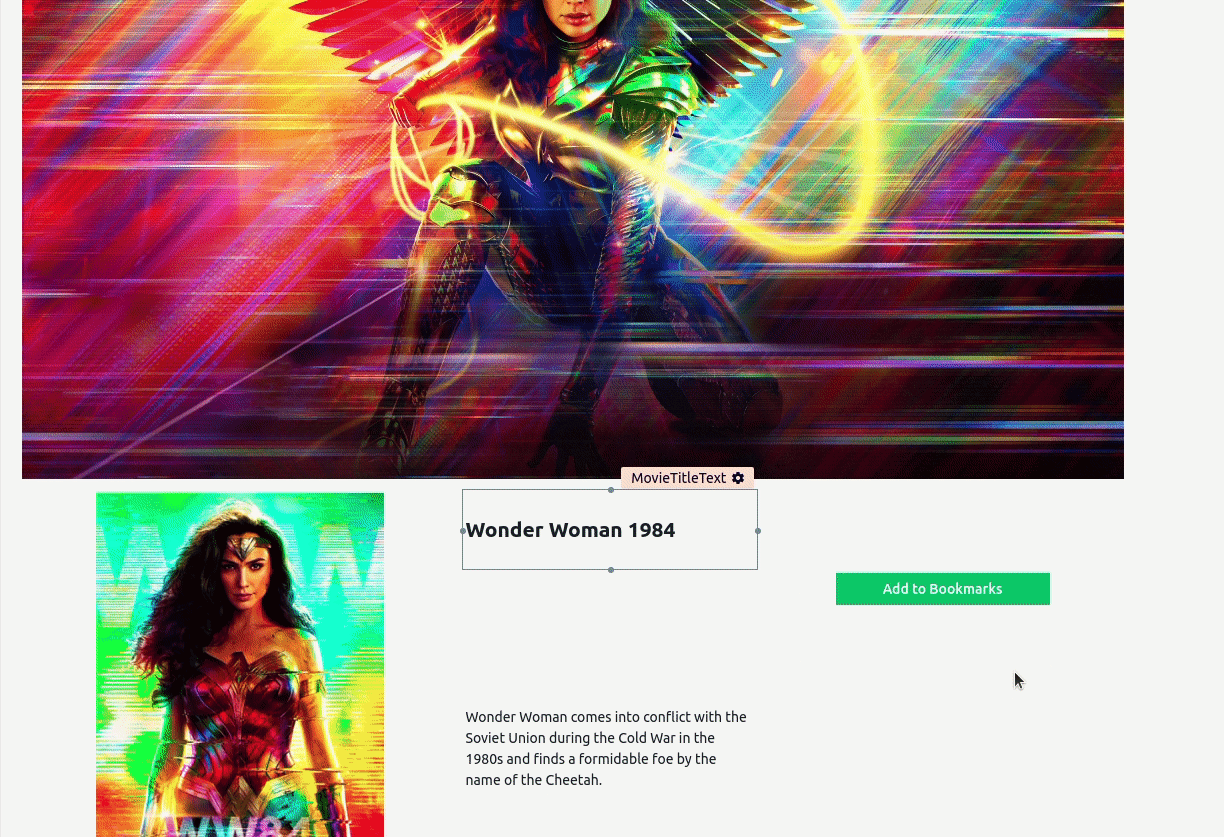 MovieTitleText
Wonder Woman 1984
Add to Bookmarks
Wonder Woman comes into conflict with the
Soviet Union during the Cold War in the
1980s and finds a formidable foe by the
name of the Cheetah.
WW84